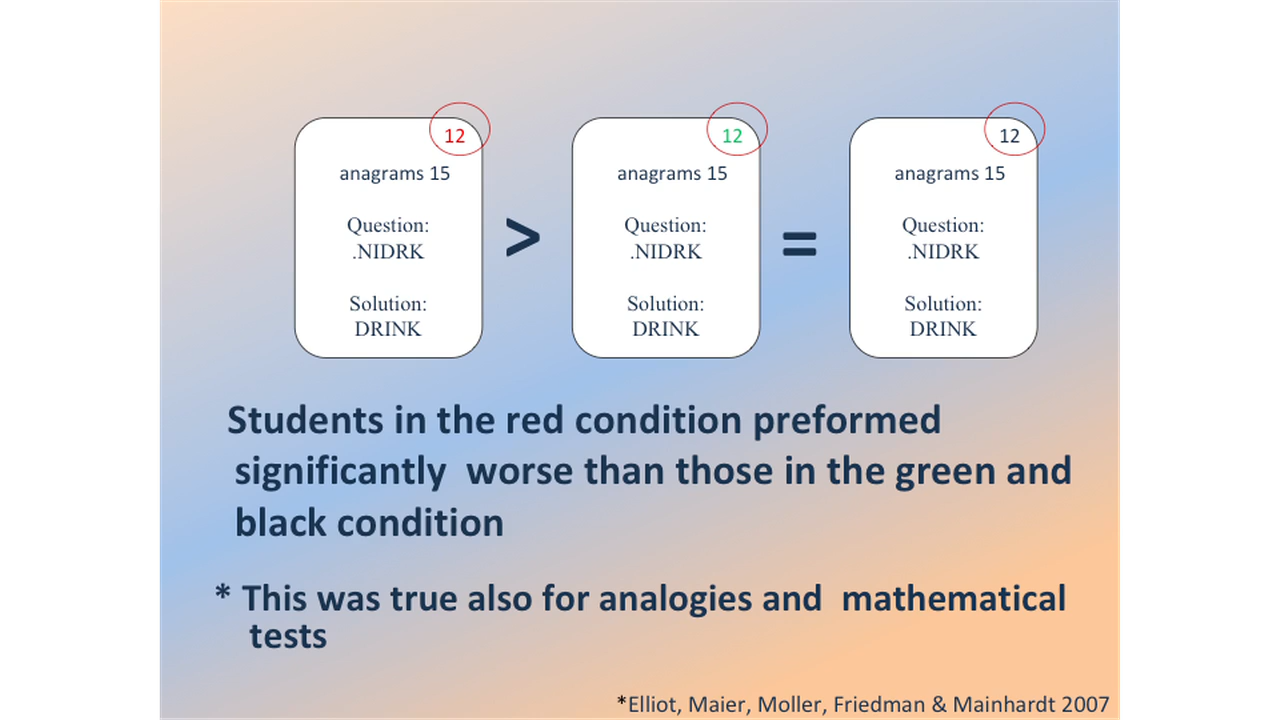 12
anagrams 15
Question:
.NIDRK
Solution:
DRINK
>
12
anagrams 15
Question:
.NIDRK
Solution:
DRINK
=
12
anagrams 15
Question:
.NIDRK
Solution:
DRINK
Students in the red condition preformed
significantly worse than those in the green and
black condition
* This was true also for analogies and mathematical
tests
*Elliot, Maier, Moller, Friedman & Mainhardt 2007